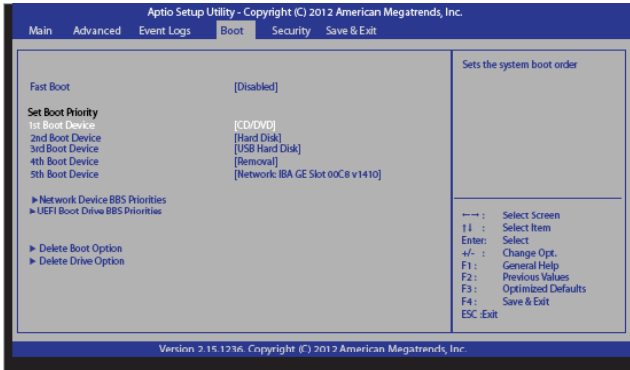 Aptio Setup Utility - Copyright (C) 2012 American Megatrends, Inc.
Main Advanced Event Logs Boot Security Save & Exit
Sets the system boot order
Fast Boot [Disabled]
Set Boot Priority
1st Boot Device [CD/DVD]
2nd Boot Device [Hard Disk]
3rd Boot Device [USB Hard Disk]
4th Boot Device [Removal]
5th Boot Device [Network: IBA GE Slot 00C8 v1410]
►Network Device BBS Priorities
►UEFI Boot Drive BBS Priorities
► Delete Boot Option
► Delete Drive Option
←→ : Select Screen
↑↓ : Select Item
Enter: Select
+/- : Change Opt.
F1 : General Help
F2 : Previous Values
F3 : Optimized Defaults
F4 : Save & Exit
ESC :Exit
Version 2.15.1236. Copyright (C) 2012 American Megatrends, Inc.